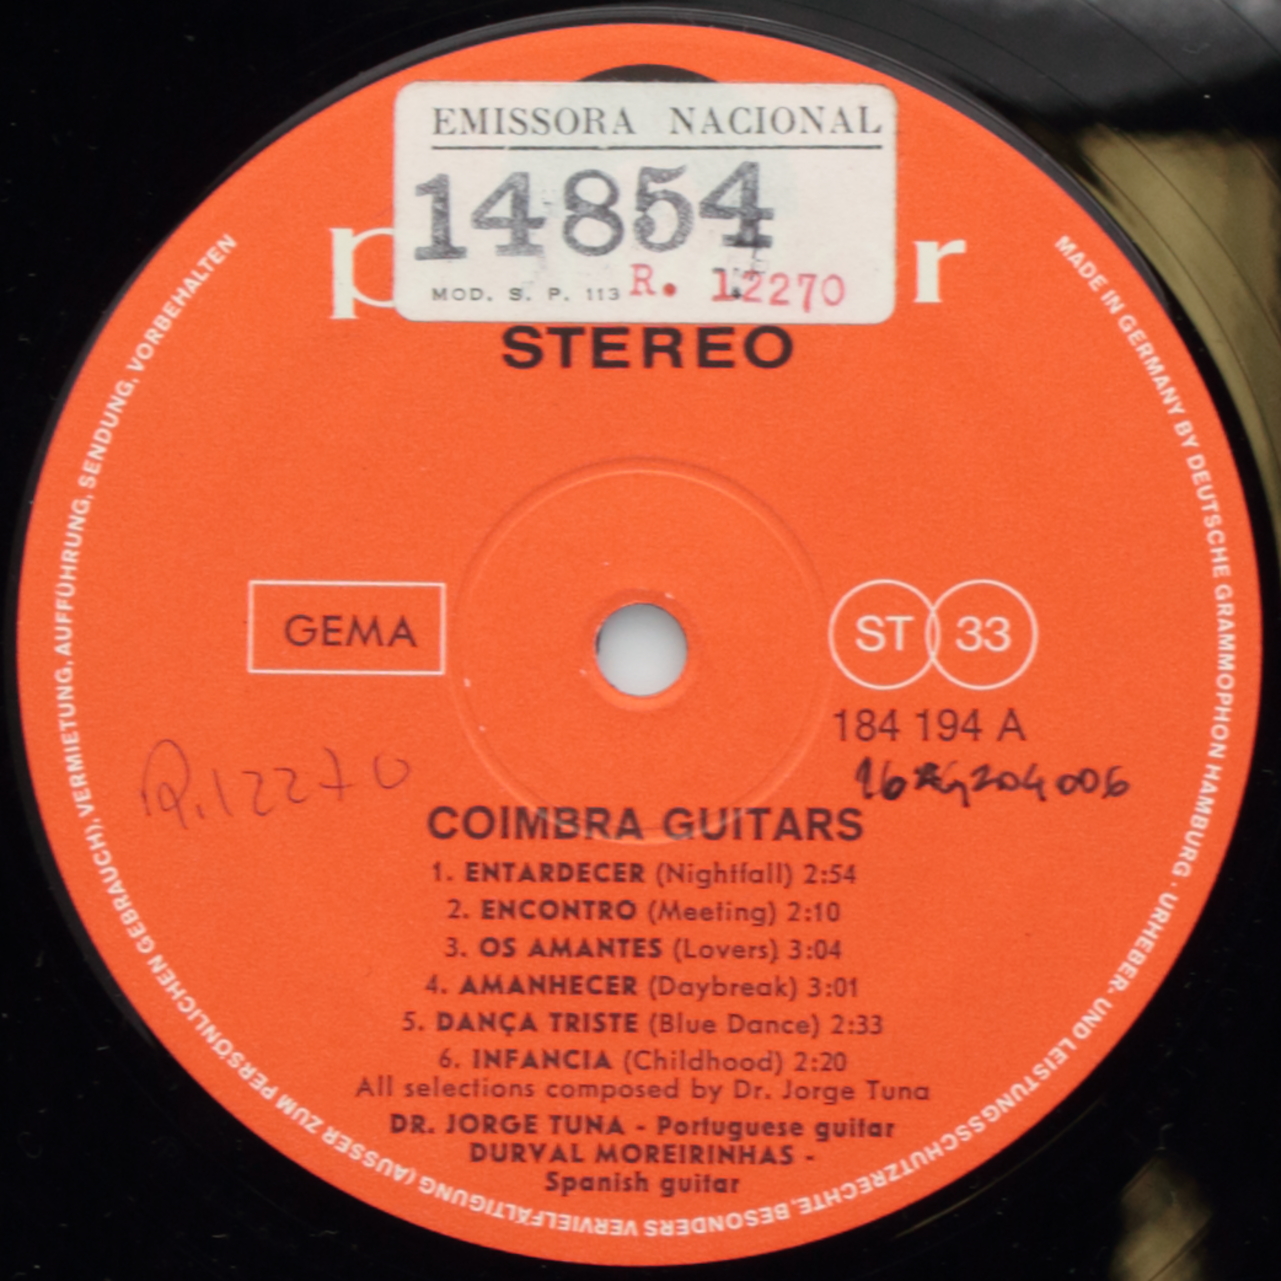 EMISSORA NACIONAL
14854
MOD. S. P. 113 R. 12270
p r
STEREO
GEMA
ST 33
184 194 A
R.12270
COIMBRA GUITARS
1. ENTARDECER (Nightfall) 2:54
2. ENCONTRO (Meeting) 2:10
3. OS AMANTES (Lovers) 3:04
4. AMANHECER (Daybreak) 3:01
5. DANÇA TRISTE (Blue Dance) 2:33
6. INFANCIA (Childhood) 2:20
All selections composed by Dr. Jorge Tuna
DR. JORGE TUNA - Portuguese guitar
DURVAL MOREIRINHAS -
Spanish guitar
MADE IN GERMANY BY DEUTSCHE GRAMMOPHON HAMBURG · URHEBER- UND LEISTUNGSSCHUTZRECHTE, BESONDERS VERVIELFÄLTIGUNG (AUSSER ZUM PERSÖNLICHEN GEBRAUCH), VERMIETUNG, AUFFÜHRUNG, SENDUNG, VORBEHALTEN